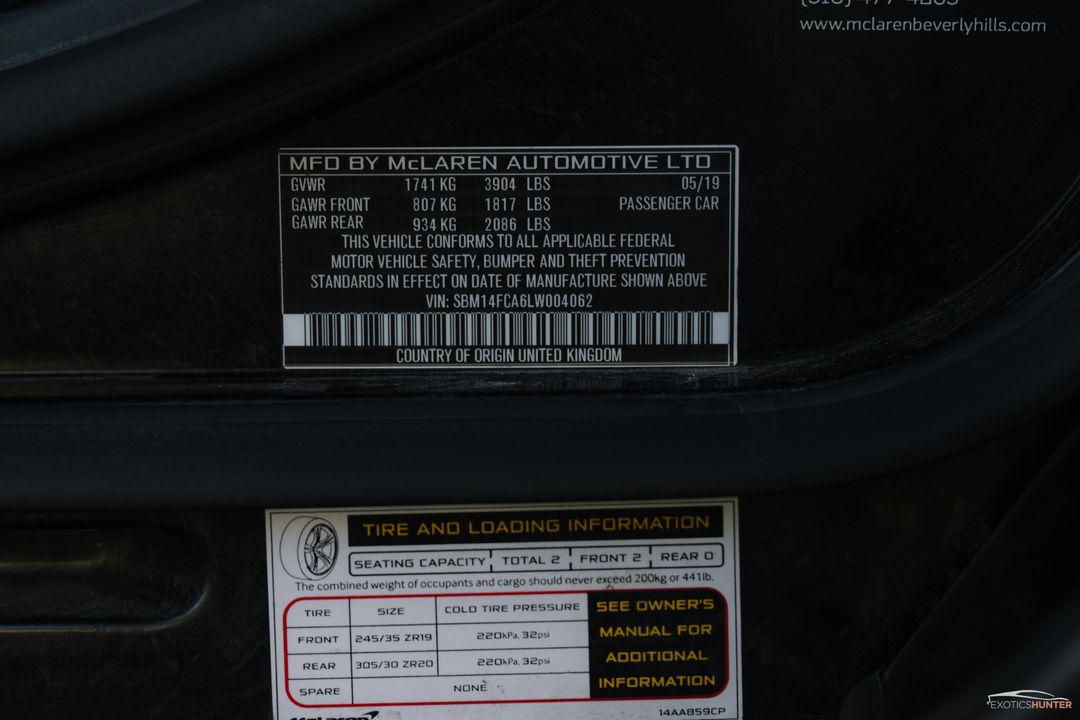 www.mclarenbeverlyhills.com
MFD BY McLAREN AUTOMOTIVE LTD
GVWR 1741 KG 3904 LBS 05/19
GAWR FRONT 807 KG 1817 LBS PASSENGER CAR
GAWR REAR 934 KG 2086 LBS
THIS VEHICLE CONFORMS TO ALL APPLICABLE FEDERAL
MOTOR VEHICLE SAFETY, BUMPER AND THEFT PREVENTION
STANDARDS IN EFFECT ON DATE OF MANUFACTURE SHOWN ABOVE
VIN: SBM14FCA6LW004062
COUNTRY OF ORIGIN UNITED KINGDOM
TIRE AND LOADING INFORMATION
SEATING CAPACITY TOTAL 2 FRONT 2 REAR 0
The combined weight of occupants and cargo should never exceed 200kg or 441lb.
TIRE SIZE COLD TIRE PRESSURE
FRONT 245/35 ZR19 220kPa, 32psi
REAR 305/30 ZR20 220kPa, 32psi
SPARE NONE
SEE OWNER'S
MANUAL FOR
ADDITIONAL
INFORMATION
McLaren 14AA859CP
EXOTICSHUNTER